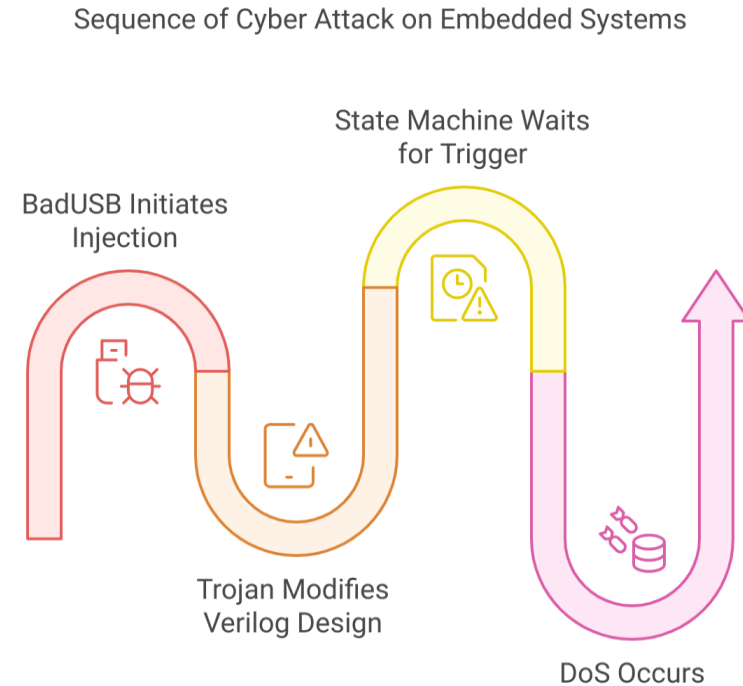 Sequence of Cyber Attack on Embedded Systems
State Machine Waits
for Trigger
BadUSB Initiates
Injection
Trojan Modifies
Verilog Design
DoS Occurs